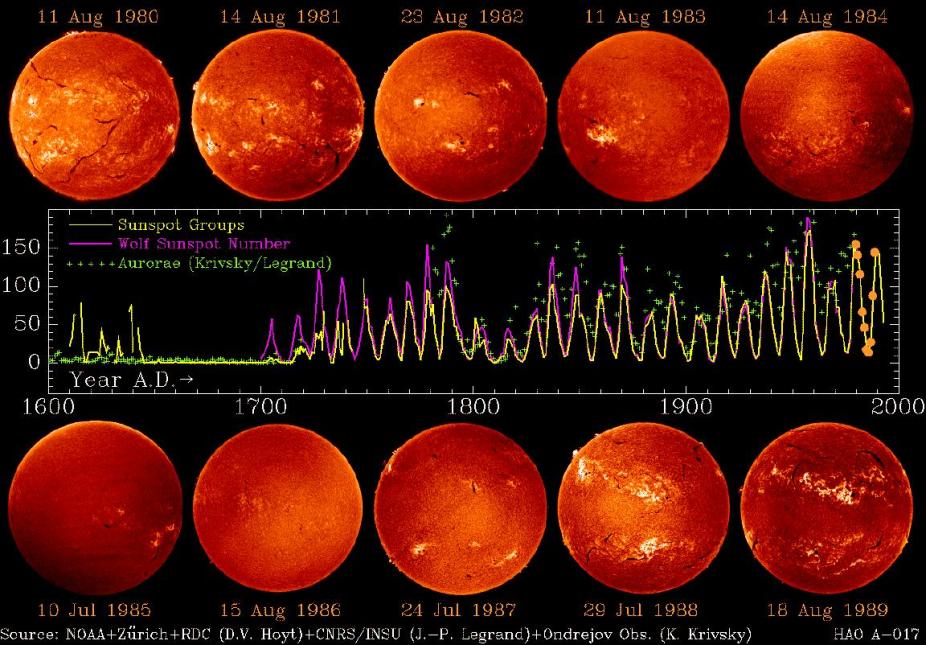 11 Aug 1980
14 Aug 1981
23 Aug 1982
11 Aug 1983
14 Aug 1984
Sunspot Groups
Wolf Sunspot Number
Aurorae (Krivsky/Legrand)
150
100
50
0
Year A.D.→
1600
1700
1800
1900
2000
10 Jul 1985
15 Aug 1986
24 Jul 1987
29 Jul 1988
18 Aug 1989
Source: NOAA+Zürich+RDC (D.V. Hoyt)+CNRS/INSU (J.-P. Legrand)+Ondrejov Obs. (K. Krivsky)
HAO A-017